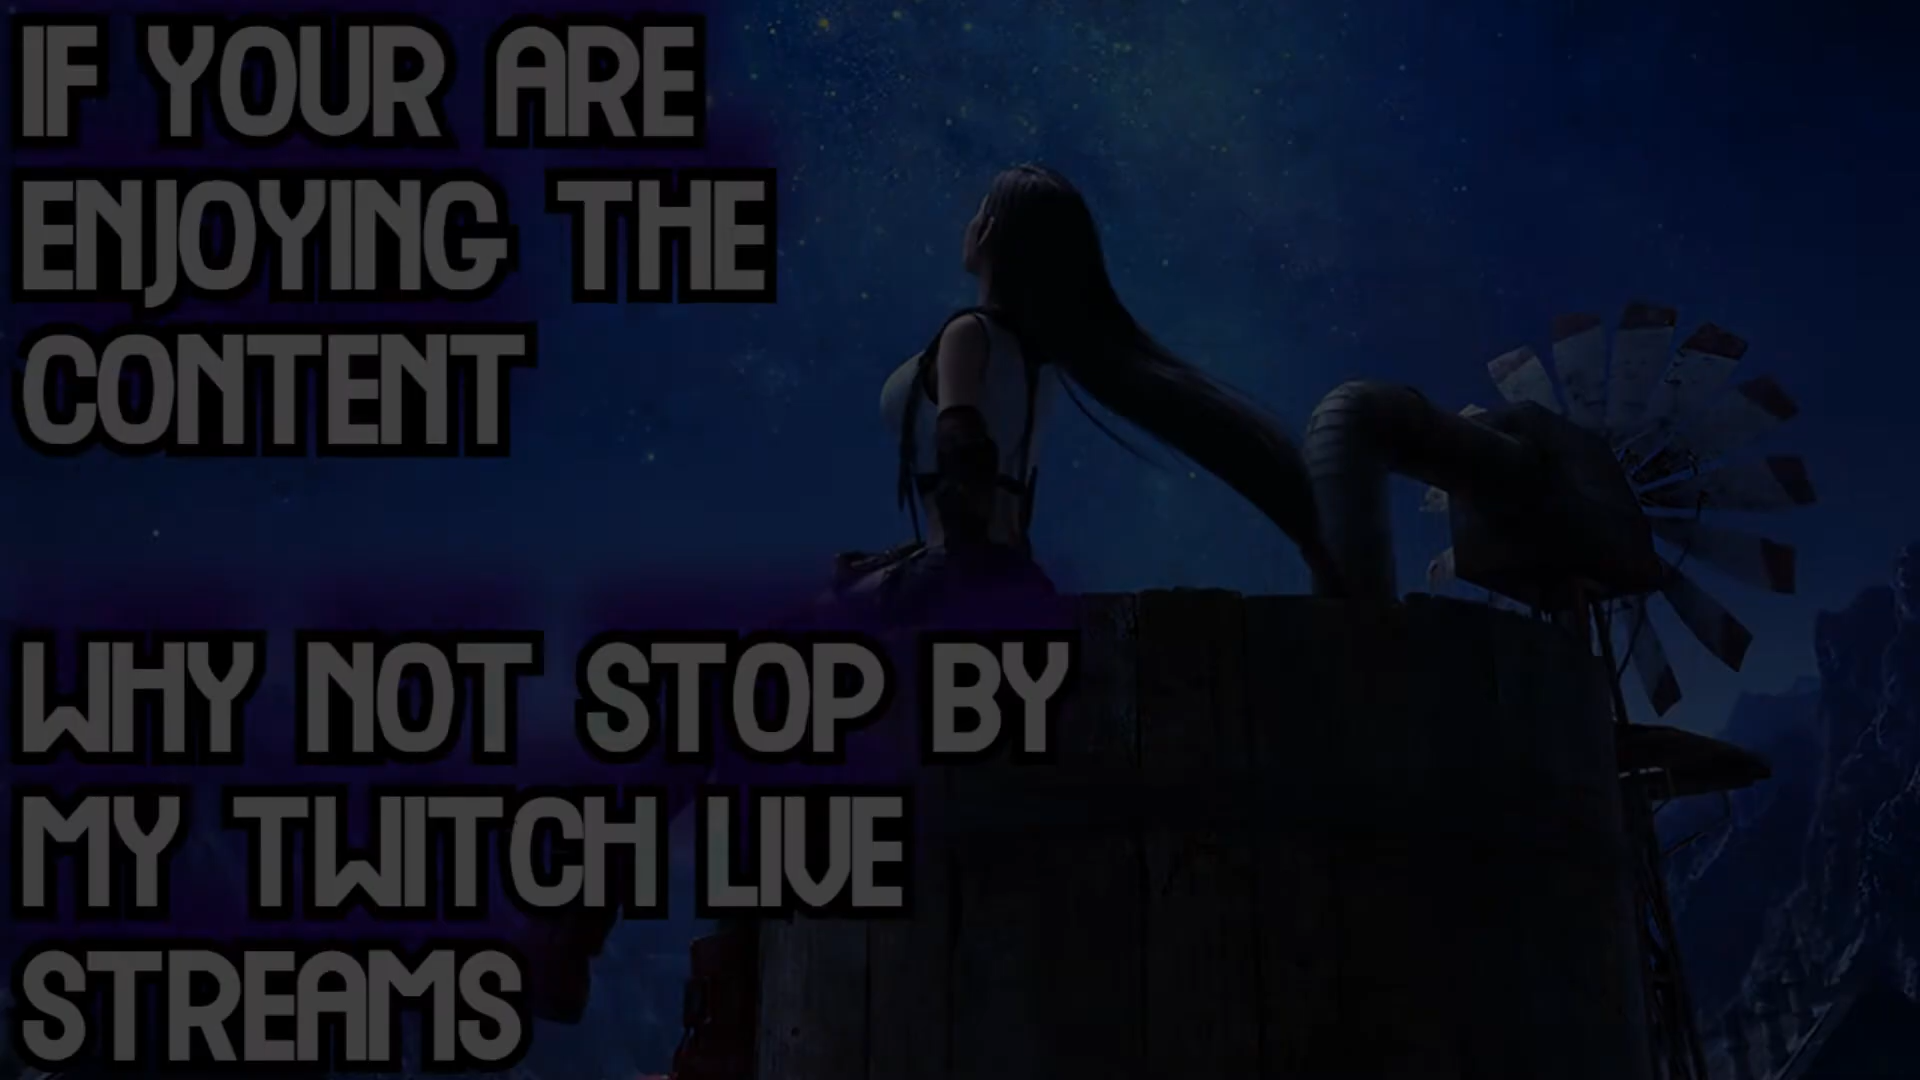 IF YOUR ARE
ENJOYING THE
CONTENT
WHY NOT STOP BY
MY TWITCH LIVE
STREAMS